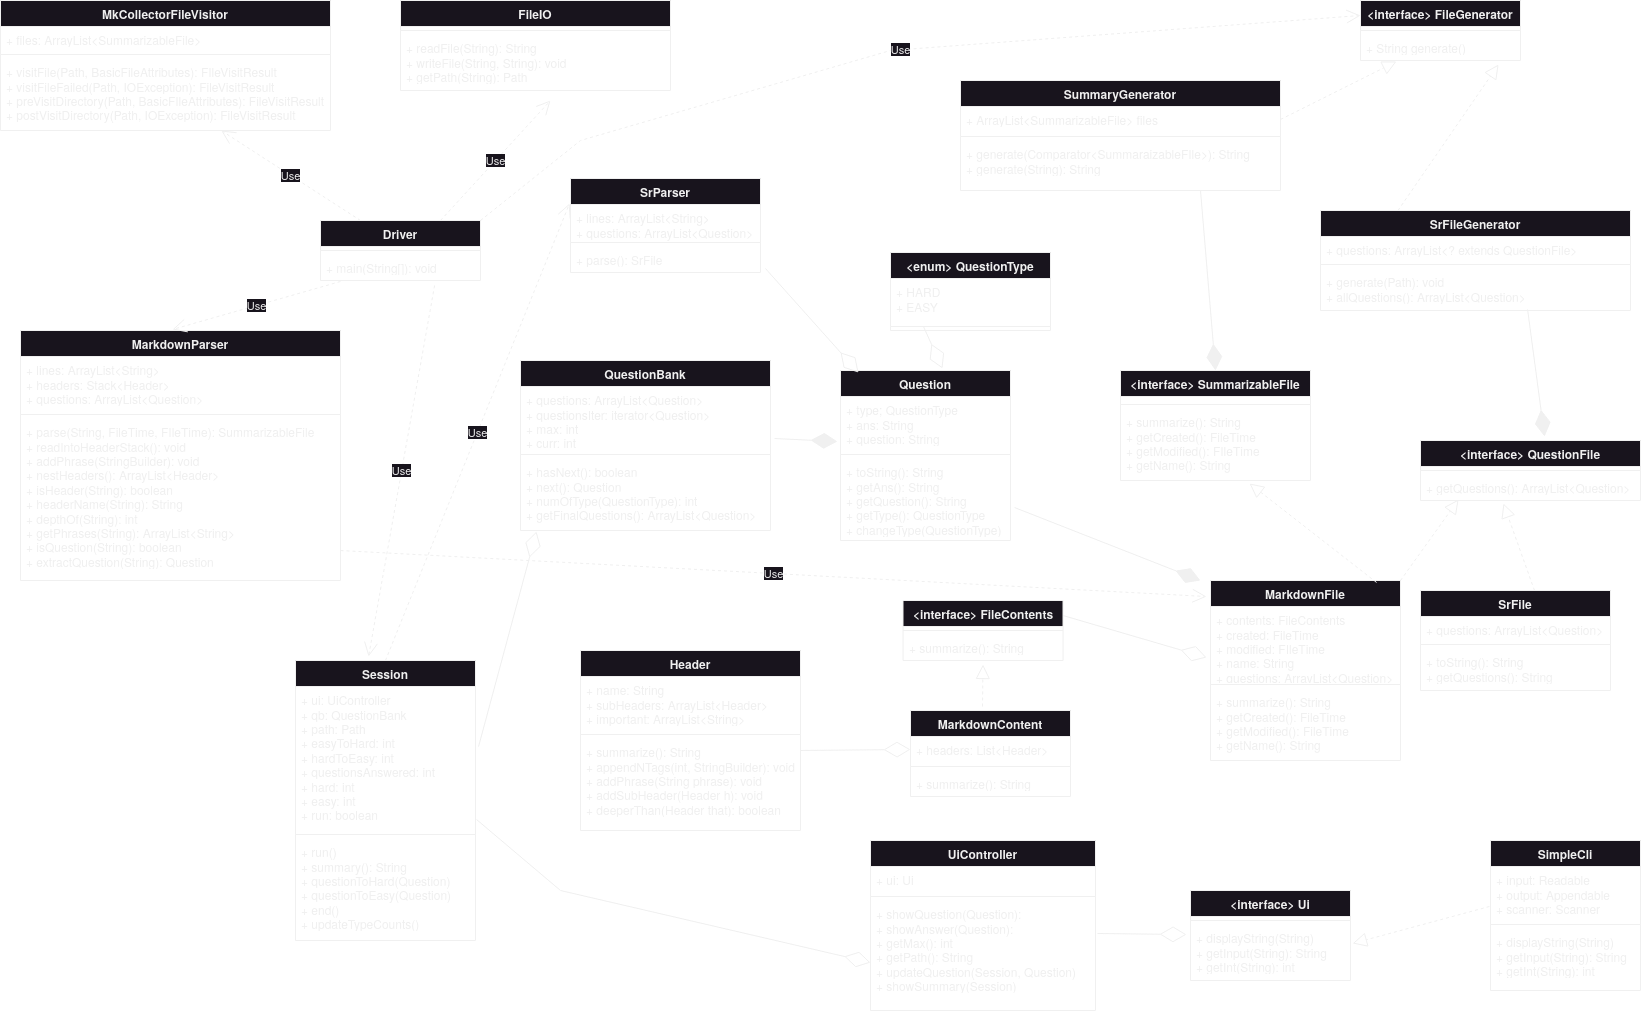 MkCollectorFileVisitor
+ files: ArrayList<SummarizableFile>
+ visitFile(Path, BasicFileAttributes): FileVisitResult
+ visitFileFailed(Path, IOException): FileVisitResult
+ preVisitDirectory(Path, BasicFileAttributes): FileVisitResult
+ postVisitDirectory(Path, IOException): FileVisitResult
FileIO
+ readFile(String): String
+ writeFile(String, String): void
+ getPath(String): Path
<interface> FileGenerator
+ String generate()
Use
SummaryGenerator
+ ArrayList<SummarizableFile> files
+ generate(Comparator<SummaraizableFile>): String
+ generate(String): String
Use
Use
SrParser
+ lines: ArrayList<String>
+ questions: ArrayList<Question>
+ parse(): SrFile
Driver
+ main(String[]): void
SrFileGenerator
+ questions: ArrayList<? extends QuestionFile>
+ generate(Path): void
+ allQuestions(): ArrayList<Question>
<enum> QuestionType
+ HARD
+ EASY
Use
MarkdownParser
+ lines: ArrayList<String>
+ headers: Stack<Header>
+ questions: ArrayList<Question>
+ parse(String, FileTime, FileTime): SummarizableFile
+ readIntoHeaderStack(): void
+ addPhrase(StringBuilder): void
+ nestHeaders(): ArrayList<Header>
+ isHeader(String): boolean
+ headerName(String): String
+ depthOf(String): int
+ getPhrases(String): ArrayList<String>
+ isQuestion(String): boolean
+ extractQuestion(String): Question
Use
Use
QuestionBank
+ questions: ArrayList<Question>
+ questionsIter: Iterator<Question>
+ max: int
+ curr: int
+ hasNext(): boolean
+ next(): Question
+ numOfType(QuestionType): int
+ getFinalQuestions(): ArrayList<Question>
Question
+ type: QuestionType
+ ans: String
+ question: String
+ toString(): String
+ getAns(): String
+ getQuestion(): String
+ getType(): QuestionType
+ changeType(QuestionType)
<interface> SummarizableFile
+ summarize(): String
+ getCreated(): FileTime
+ getModified(): FileTime
+ getName(): String
<interface> QuestionFile
+ getQuestions(): ArrayList<Question>
Use
<interface> FileContents
+ summarize(): String
MarkdownFile
+ contents: FileContents
+ created: FileTime
+ modified: FileTime
+ name: String
+ questions: ArrayList<Question>
+ summarize(): String
+ getCreated(): FileTime
+ getModified(): FileTime
+ getName(): String
SrFile
+ questions: ArrayList<Question>
+ toString(): String
+ getQuestions(): String
Session
+ ui: UiController
+ qb: QuestionBank
+ path: Path
+ easyToHard: int
+ hardToEasy: int
+ questionsAnswered: int
+ hard: int
+ easy: int
+ run: boolean
+ run()
+ summary(): String
+ questionToHard(Question)
+ questionToEasy(Question)
+ end()
+ updateTypeCounts()
Header
+ name: String
+ subHeaders: ArrayList<Header>
+ important: ArrayList<String>
+ summarize(): String
+ appendNTags(int, StringBuilder): void
+ addPhrase(String phrase): void
+ addSubHeader(Header h): void
+ deeperThan(Header that): boolean
MarkdownContent
+ headers: List<Header>
+ summarize(): String
UiController
+ ui: Ui
+ showQuestion(Question):
+ showAnswer(Question):
+ getMax(): int
+ getPath(): String
+ updateQuestion(Session, Question)
+ showSummary(Session)
<interface> Ui
+ displayString(String)
+ getInput(String): String
+ getInt(String): int
SimpleCli
+ input: Readable
+ output: Appendable
+ scanner: Scanner
+ displayString(String)
+ getInput(String): String
+ getInt(String): int